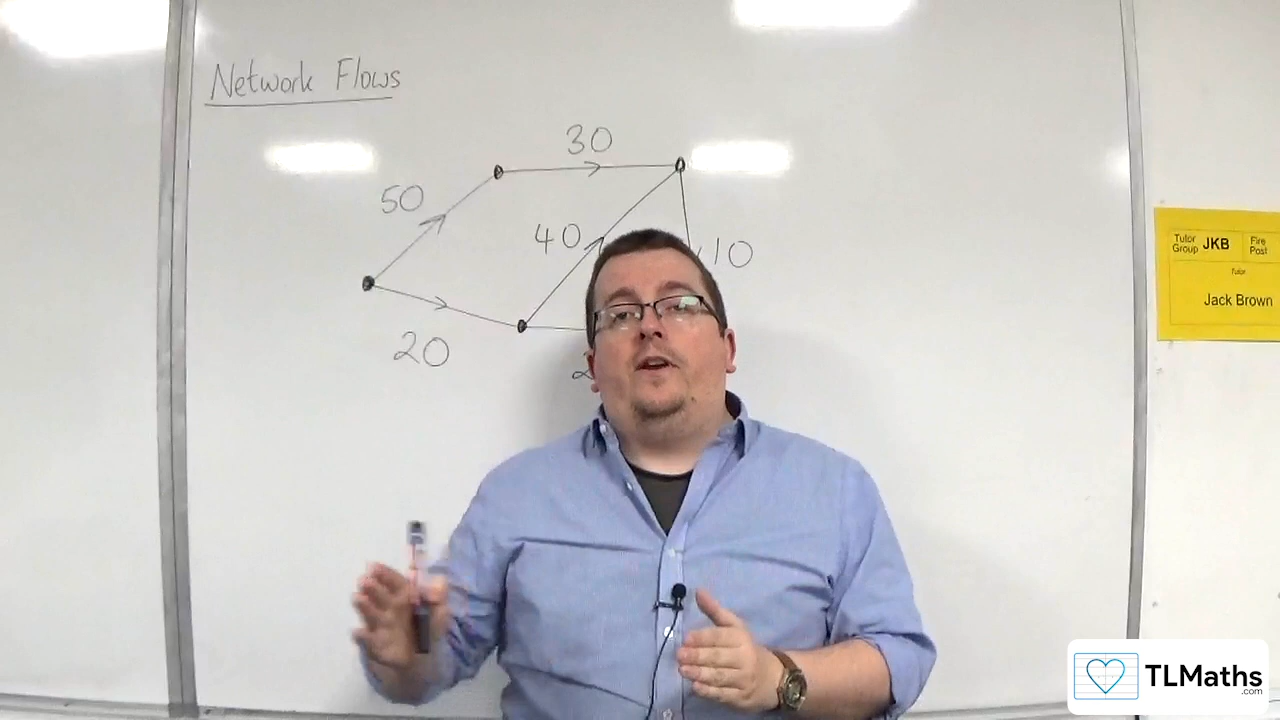 Network Flows
30
50
40
10
20
Tutor Group JKB Fire Post
Tutor
Jack Brown
TLMaths
.com